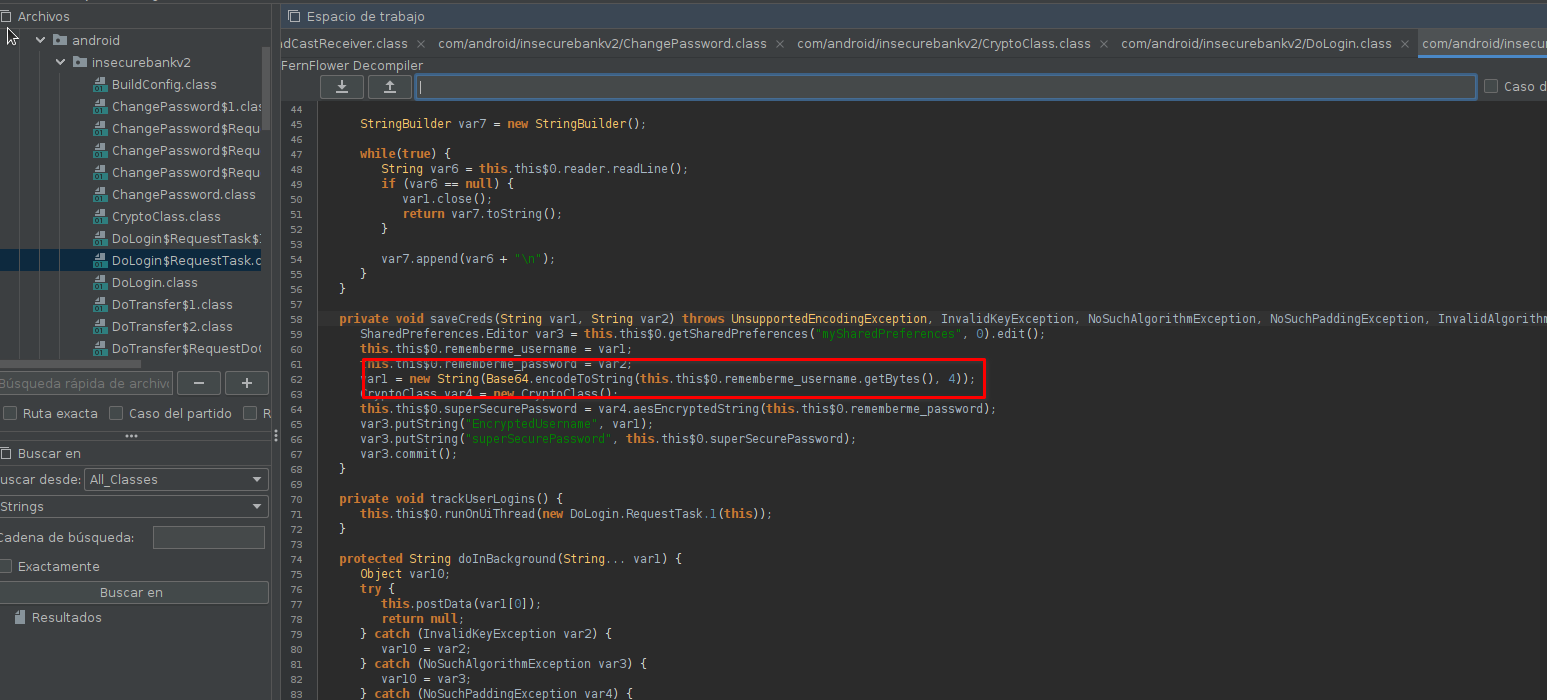 Archivos
Espacio de trabajo
android
insecurebankv2
BuildConfig.class
ChangePassword$1.clas
ChangePassword$Requ
ChangePassword$Requ
ChangePassword$Requ
ChangePassword.class
CryptoClass.class
DoLogin$RequestTask$
DoLogin$RequestTask.c
DoLogin.class
DoTransfer$1.class
DoTransfer$2.class
DoTransfer$RequestDo
Búsqueda rápida de archiv
− +
Ruta exacta Caso del partido R
Buscar en
uscar desde: All_Classes
Strings
Cadena de búsqueda:
Exactamente
Buscar en
Resultados
dCastReceiver.class × com/android/insecurebankv2/ChangePassword.class × com/android/insecurebankv2/CryptoClass.class × com/android/insecurebankv2/DoLogin.class × com/android/insecur
FernFlower Decompiler
Caso d
44
45 StringBuilder var7 = new StringBuilder();
46
47 while(true) {
48 String var6 = this.this$0.reader.readLine();
49 if (var6 == null) {
50 var1.close();
51 return var7.toString();
52 }
53
54 var7.append(var6 + "\n");
55 }
56 }
57
58 private void saveCreds(String var1, String var2) throws UnsupportedEncodingException, InvalidKeyException, NoSuchAlgorithmException, NoSuchPaddingException, InvalidAlgorithm
59 SharedPreferences.Editor var3 = this.this$0.getSharedPreferences("mySharedPreferences", 0).edit();
60 this.this$0.rememberme_username = var1;
61 this.this$0.rememberme_password = var2;
62 var1 = new String(Base64.encodeToString(this.this$0.rememberme_username.getBytes(), 4));
63 CryptoClass var4 = new CryptoClass();
64 this.this$0.superSecurePassword = var4.aesEncryptedString(this.this$0.rememberme_password);
65 var3.putString("EncryptedUsername", var1);
66 var3.putString("superSecurePassword", this.this$0.superSecurePassword);
67 var3.commit();
68 }
69
70 private void trackUserLogins() {
71 this.this$0.runOnUiThread(new DoLogin.RequestTask.1(this));
72 }
73
74 protected String doInBackground(String... var1) {
75 Object var10;
76 try {
77 this.postData(var1[0]);
78 return null;
79 } catch (InvalidKeyException var2) {
80 var10 = var2;
81 } catch (NoSuchAlgorithmException var3) {
82 var10 = var3;
83 } catch (NoSuchPaddingException var4) {